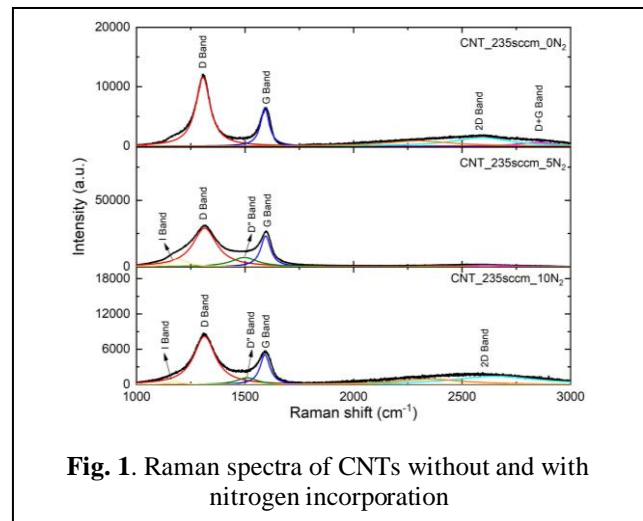 CNT_235sccm_0N₂
D Band
G Band
2D Band
D+G Band
20000
10000
0
CNT_235sccm_5N₂
I Band
D Band
D" Band
G Band
50000
25000
0
CNT_235sccm_10N₂
I Band
D Band
D" Band
G Band
2D Band
18000
12000
6000
0
Intensity (a.u.)
1000 1500 2000 2500 3000
Raman shift (cm⁻¹)
Fig. 1. Raman spectra of CNTs without and with
nitrogen incorporation